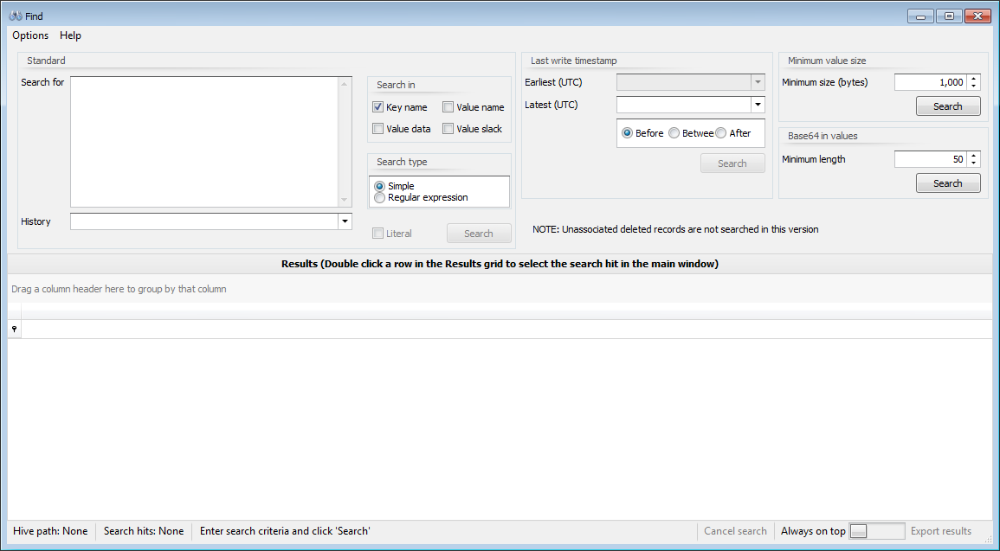 Find
Options Help
Standard
Search for
Search in
Key name Value name
Value data Value slack
Search type
Simple
Regular expression
History
Literal Search
Last write timestamp
Earliest (UTC)
Latest (UTC)
Before Betwee After
Search
Minimum value size
Minimum size (bytes) 1,000
Search
Base64 in values
Minimum length 50
Search
NOTE: Unassociated deleted records are not searched in this version
Results (Double click a row in the Results grid to select the search hit in the main window)
Drag a column header here to group by that column
Hive path: None Search hits: None Enter search criteria and click 'Search' Cancel search Always on top Export results